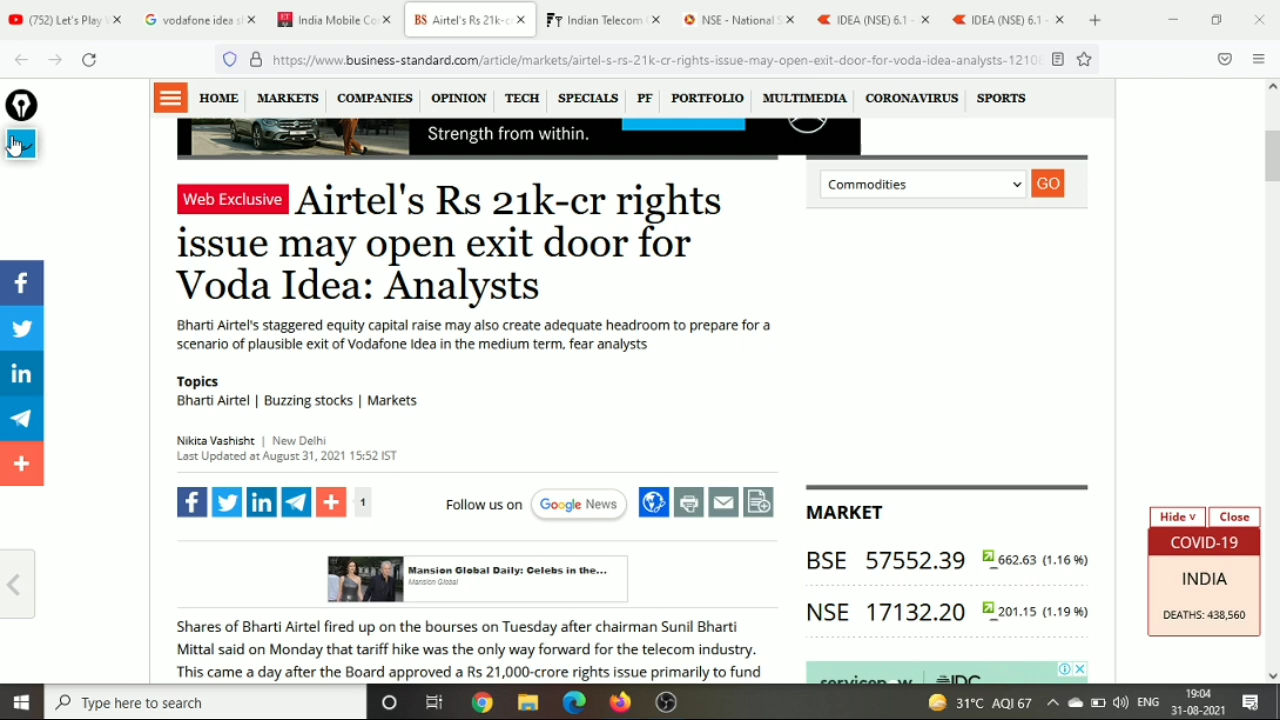 (752) Let's Play
vodafone idea s
India Mobile Co
BS Airtel's Rs 21k-c
Indian Telecom
NSE - National S
IDEA (NSE) 6.1 -
IDEA (NSE) 6.1 -
https://www.business-standard.com/article/markets/airtel-s-rs-21k-cr-rights-issue-may-open-exit-door-for-voda-idea-analysts-12108
HOME MARKETS COMPANIES OPINION TECH SPECIALS PF PORTFOLIO MULTIMEDIA CORONAVIRUS SPORTS
Strength from within.
Commodities GO
Web Exclusive Airtel's Rs 21k-cr rights
issue may open exit door for
Voda Idea: Analysts
Bharti Airtel's staggered equity capital raise may also create adequate headroom to prepare for a
scenario of plausible exit of Vodafone Idea in the medium term, fear analysts
Topics
Bharti Airtel | Buzzing stocks | Markets
Nikita Vashisht | New Delhi
Last Updated at August 31, 2021 15:52 IST
1
Follow us on Google News
Mansion Global Daily: Celebs in the...
Mansion Global
Shares of Bharti Airtel fired up on the bourses on Tuesday after chairman Sunil Bharti
Mittal said on Monday that tariff hike was the only way forward for the telecom industry.
This came a day after the Board approved a Rs 21,000-crore rights issue primarily to fund
MARKET
BSE 57552.39 662.63 (1.16 %)
NSE 17132.20 201.15 (1.19 %)
servicenow IDC
Hide v Close
COVID-19
INDIA
DEATHS: 438,560
Type here to search
31°C AQI 67
ENG
19:04
31-08-2021